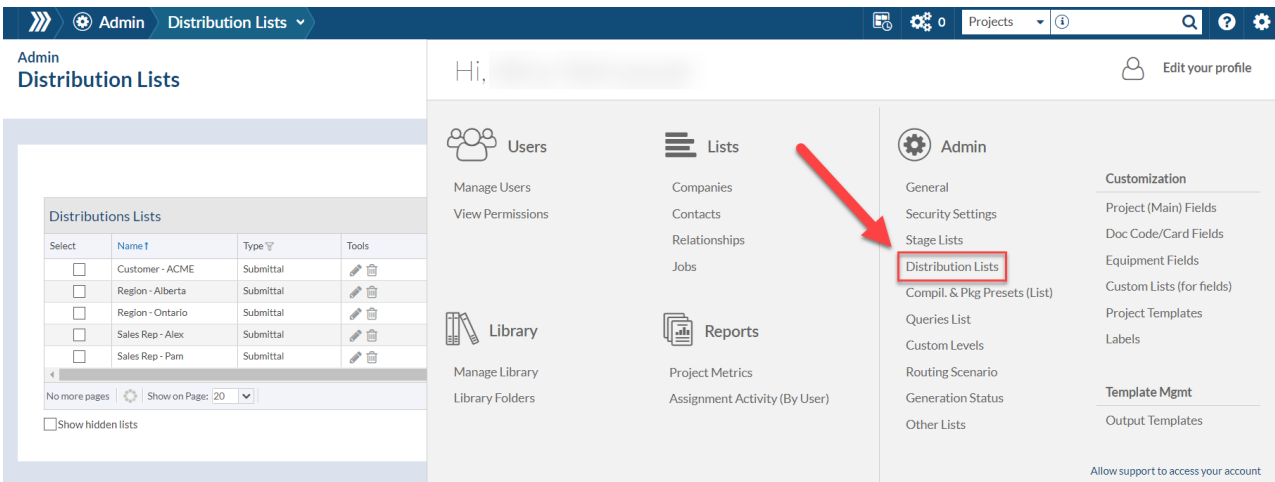 Admin
Distribution Lists
0
Projects
Admin
Distribution Lists
Hi,
Edit your profile
Distributions Lists
Select Name Type Tools
Customer - ACME Submittal
Region - Alberta Submittal
Region - Ontario Submittal
Sales Rep - Alex Submittal
Sales Rep - Pam Submittal
No more pages Show on Page: 20
Show hidden lists
Users
Manage Users
View Permissions
Lists
Companies
Contacts
Relationships
Jobs
Library
Manage Library
Library Folders
Reports
Project Metrics
Assignment Activity (By User)
Admin
General
Security Settings
Stage Lists
Distribution Lists
Compil. & Pkg Presets (List)
Queries List
Custom Levels
Routing Scenario
Generation Status
Other Lists
Customization
Project (Main) Fields
Doc Code/Card Fields
Equipment Fields
Custom Lists (for fields)
Project Templates
Labels
Template Mgmt
Output Templates
Allow support to access your account